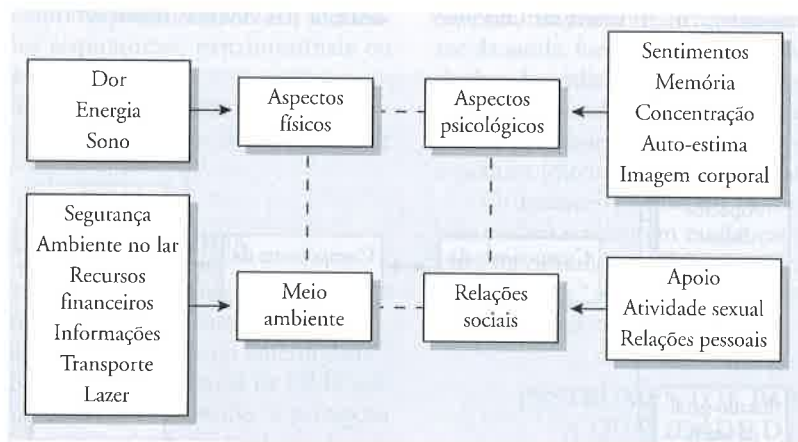 Dor
Energia
Sono
Aspectos
físicos
Aspectos
psicológicos
Sentimentos
Memória
Concentração
Auto-estima
Imagem corporal
Segurança
Ambiente no lar
Recursos
financeiros
Informações
Transporte
Lazer
Meio
ambiente
Relações
sociais
Apoio
Atividade sexual
Relações pessoais